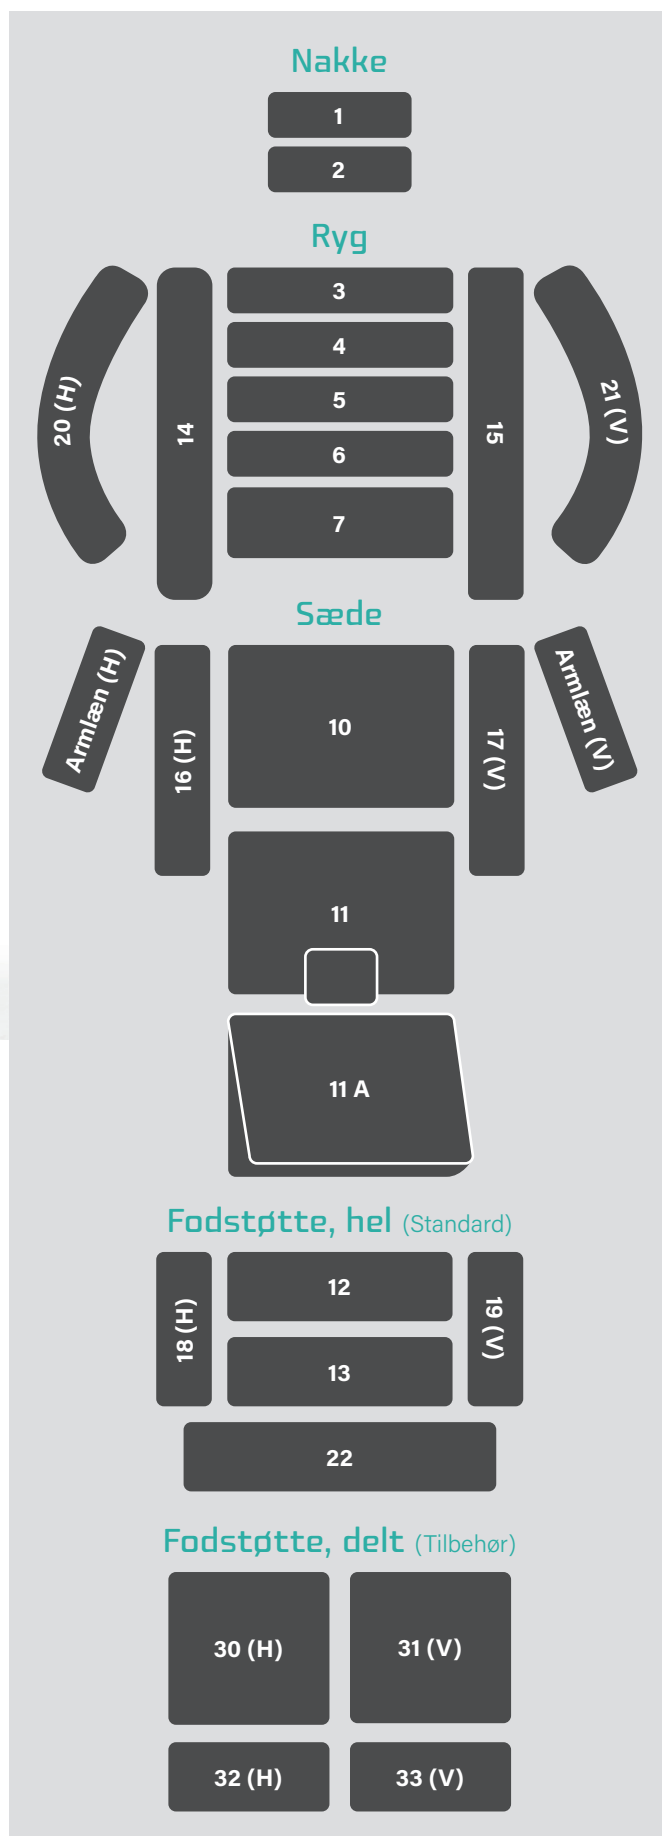 Nakke
1
2
Ryg
3
4
5
6
7
20 (H)
14
15
21 (V)
Sæde
Armlæn (H)
16 (H)
10
17 (V)
Armlæn (V)
11
11 A
Fodstøtte, hel (Standard)
18 (H)
12
13
19 (V)
22
Fodstøtte, delt (Tilbehør)
30 (H)
31 (V)
32 (H)
33 (V)